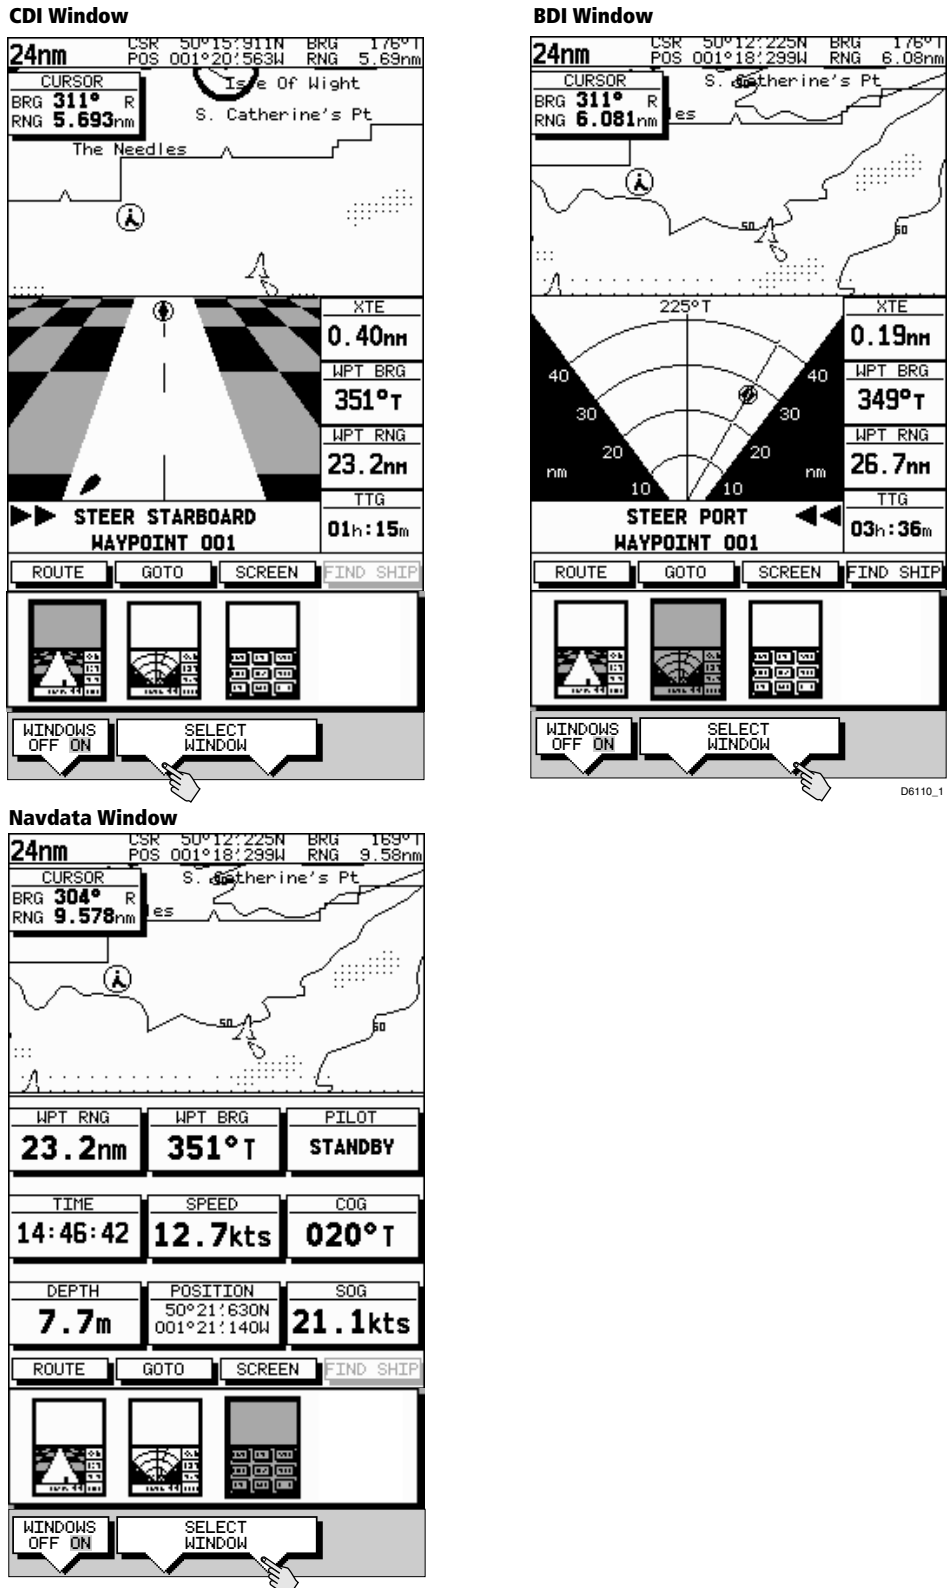 CDI Window
24nm
CSR 50°15'.911N BRG 176°T
POS 001°20'.563W RNG 5.69nm
CURSOR
BRG 311° R
RNG 5.693nm
Isle Of Wight
S. Catherine's Pt
The Needles
XTE
0.40nm
WPT BRG
351°T
WPT RNG
23.2nm
TTG
01h:15m
STEER STARBOARD
WAYPOINT 001
ROUTE GOTO SCREEN FIND SHIP
WINDOWS
OFF ON
SELECT
WINDOW
BDI Window
24nm
CSR 50°12'.225N BRG 176°T
POS 001°18'.299W RNG 6.08nm
CURSOR
BRG 311° R
RNG 6.081nm
S. Catherine's Pt
les
50
50
225°T
40 40
30 30
20 20
nm nm
10 10
XTE
0.19nm
WPT BRG
349°T
WPT RNG
26.7nm
TTG
03h:36m
STEER PORT
WAYPOINT 001
ROUTE GOTO SCREEN FIND SHIP
WINDOWS
OFF ON
SELECT
WINDOW
D6110_1
Navdata Window
24nm
CSR 50°12'.225N BRG 169°T
POS 001°18'.299W RNG 9.58nm
CURSOR
BRG 304° R
RNG 9.578nm
S. Catherine's Pt
les
50
50
WPT RNG WPT BRG PILOT
23.2nm 351°T STANDBY
TIME SPEED COG
14:46:42 12.7kts 020°T
DEPTH POSITION SOG
7.7m 50°21'.630N 21.1kts
001°21'.140W
ROUTE GOTO SCREEN FIND SHIP
WINDOWS
OFF ON
SELECT
WINDOW